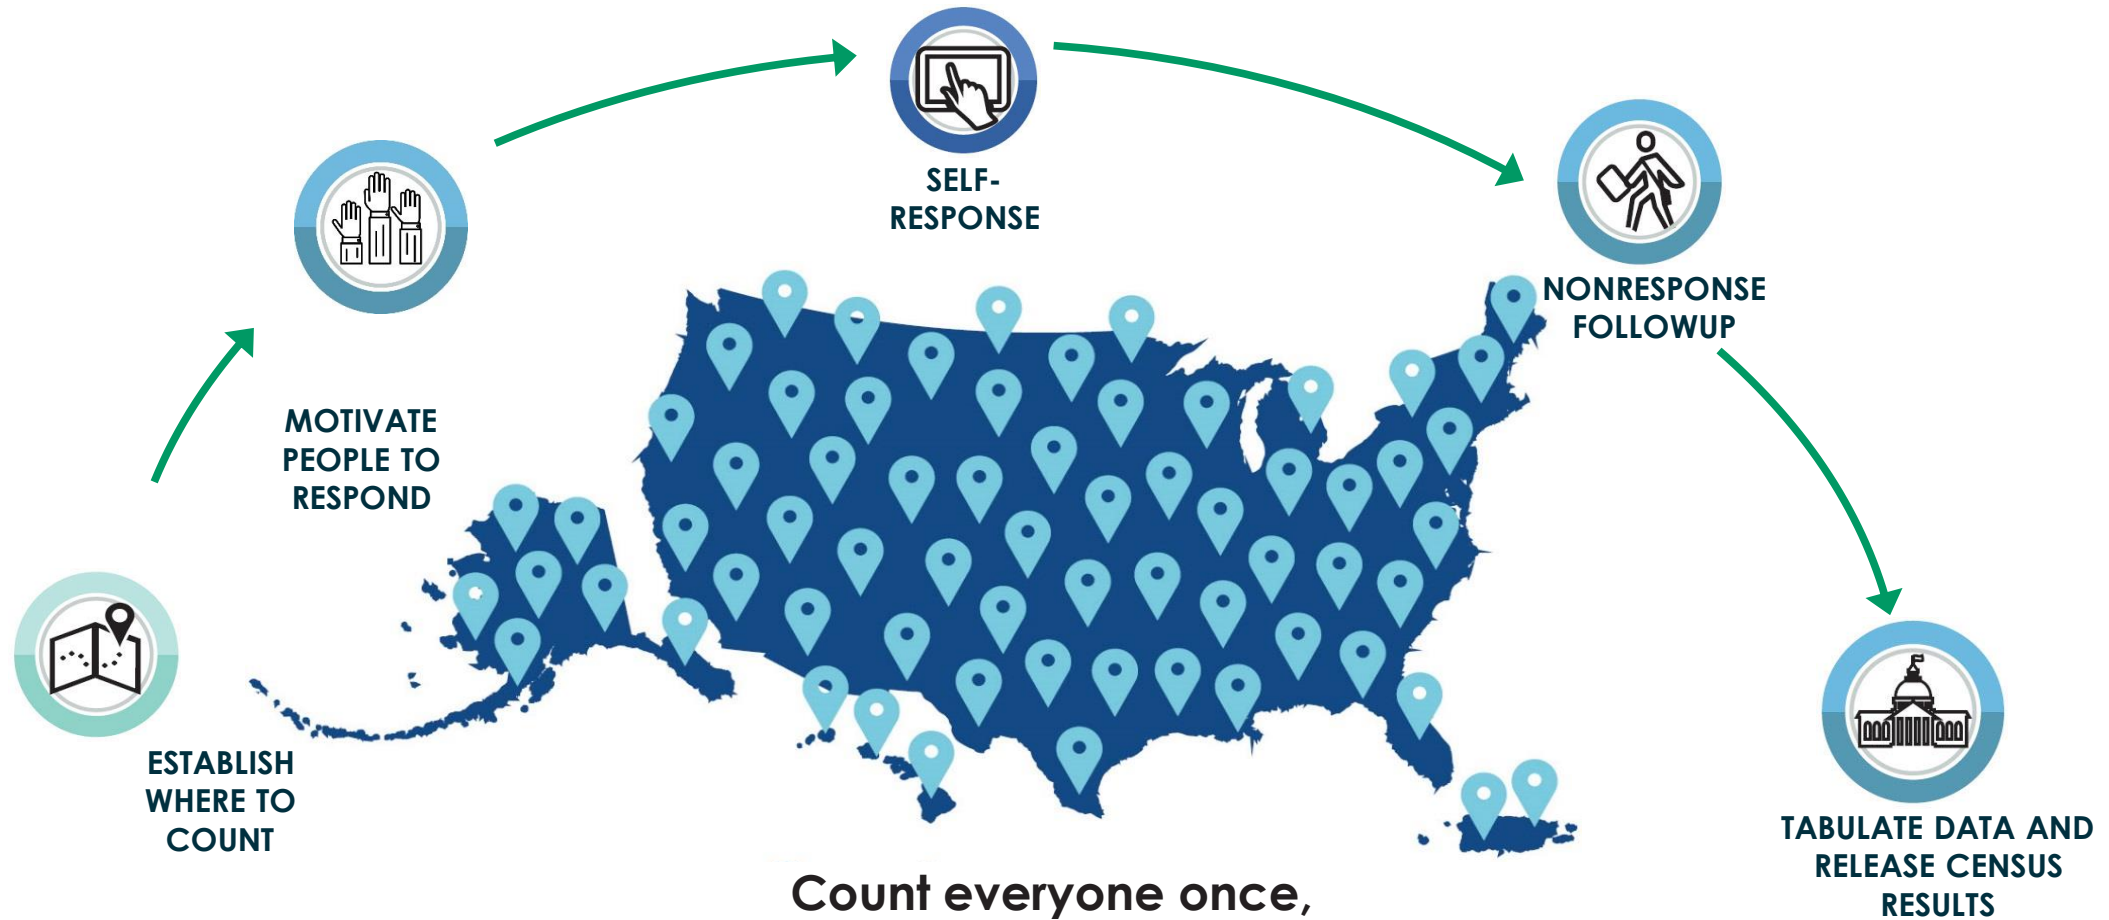 ESTABLISH
WHERE TO
COUNT
MOTIVATE
PEOPLE TO
RESPOND
SELF-
RESPONSE
NONRESPONSE
FOLLOWUP
TABULATE DATA AND
RELEASE CENSUS
RESULTS
Count everyone once,